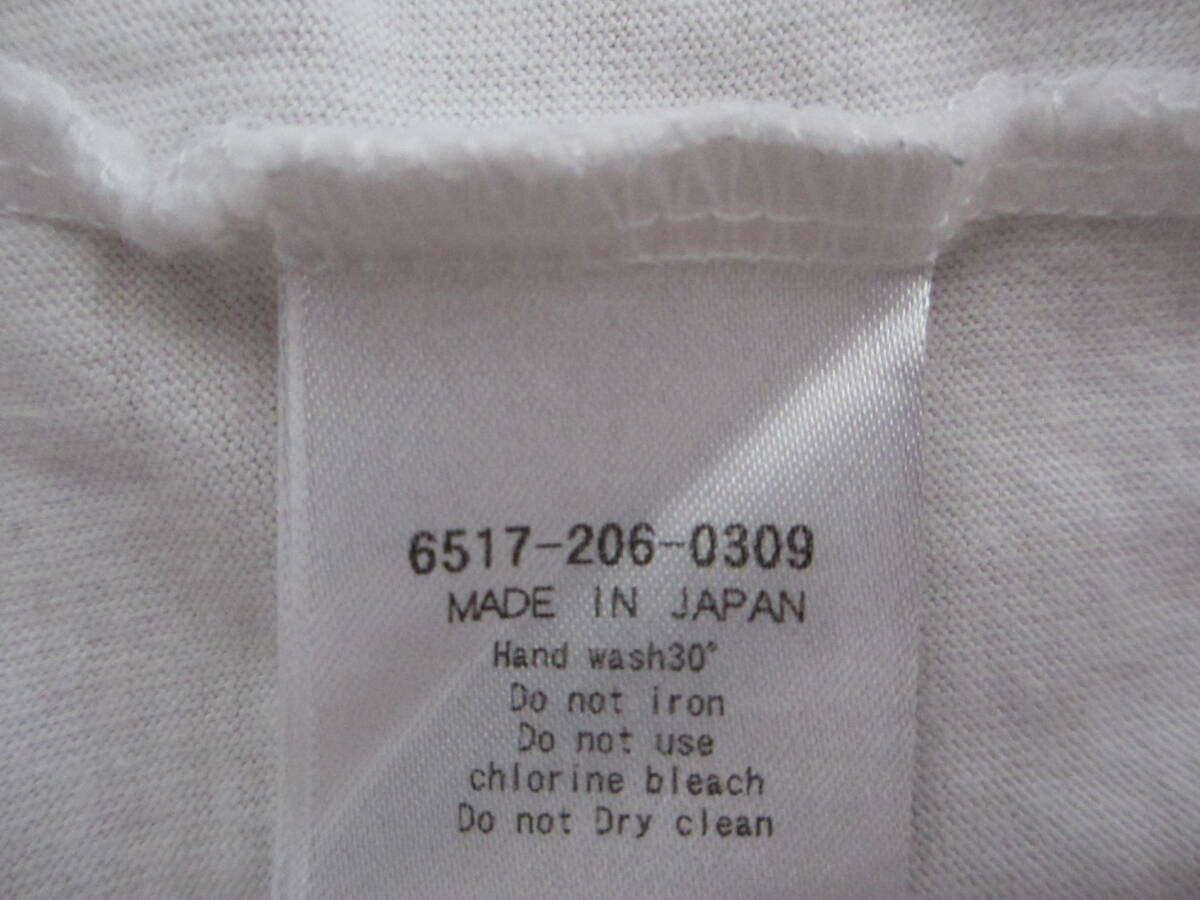 6517-206-0309
MADE IN JAPAN
Hand wash30°
Do not iron
Do not use
chlorine bleach
Do not Dry clean